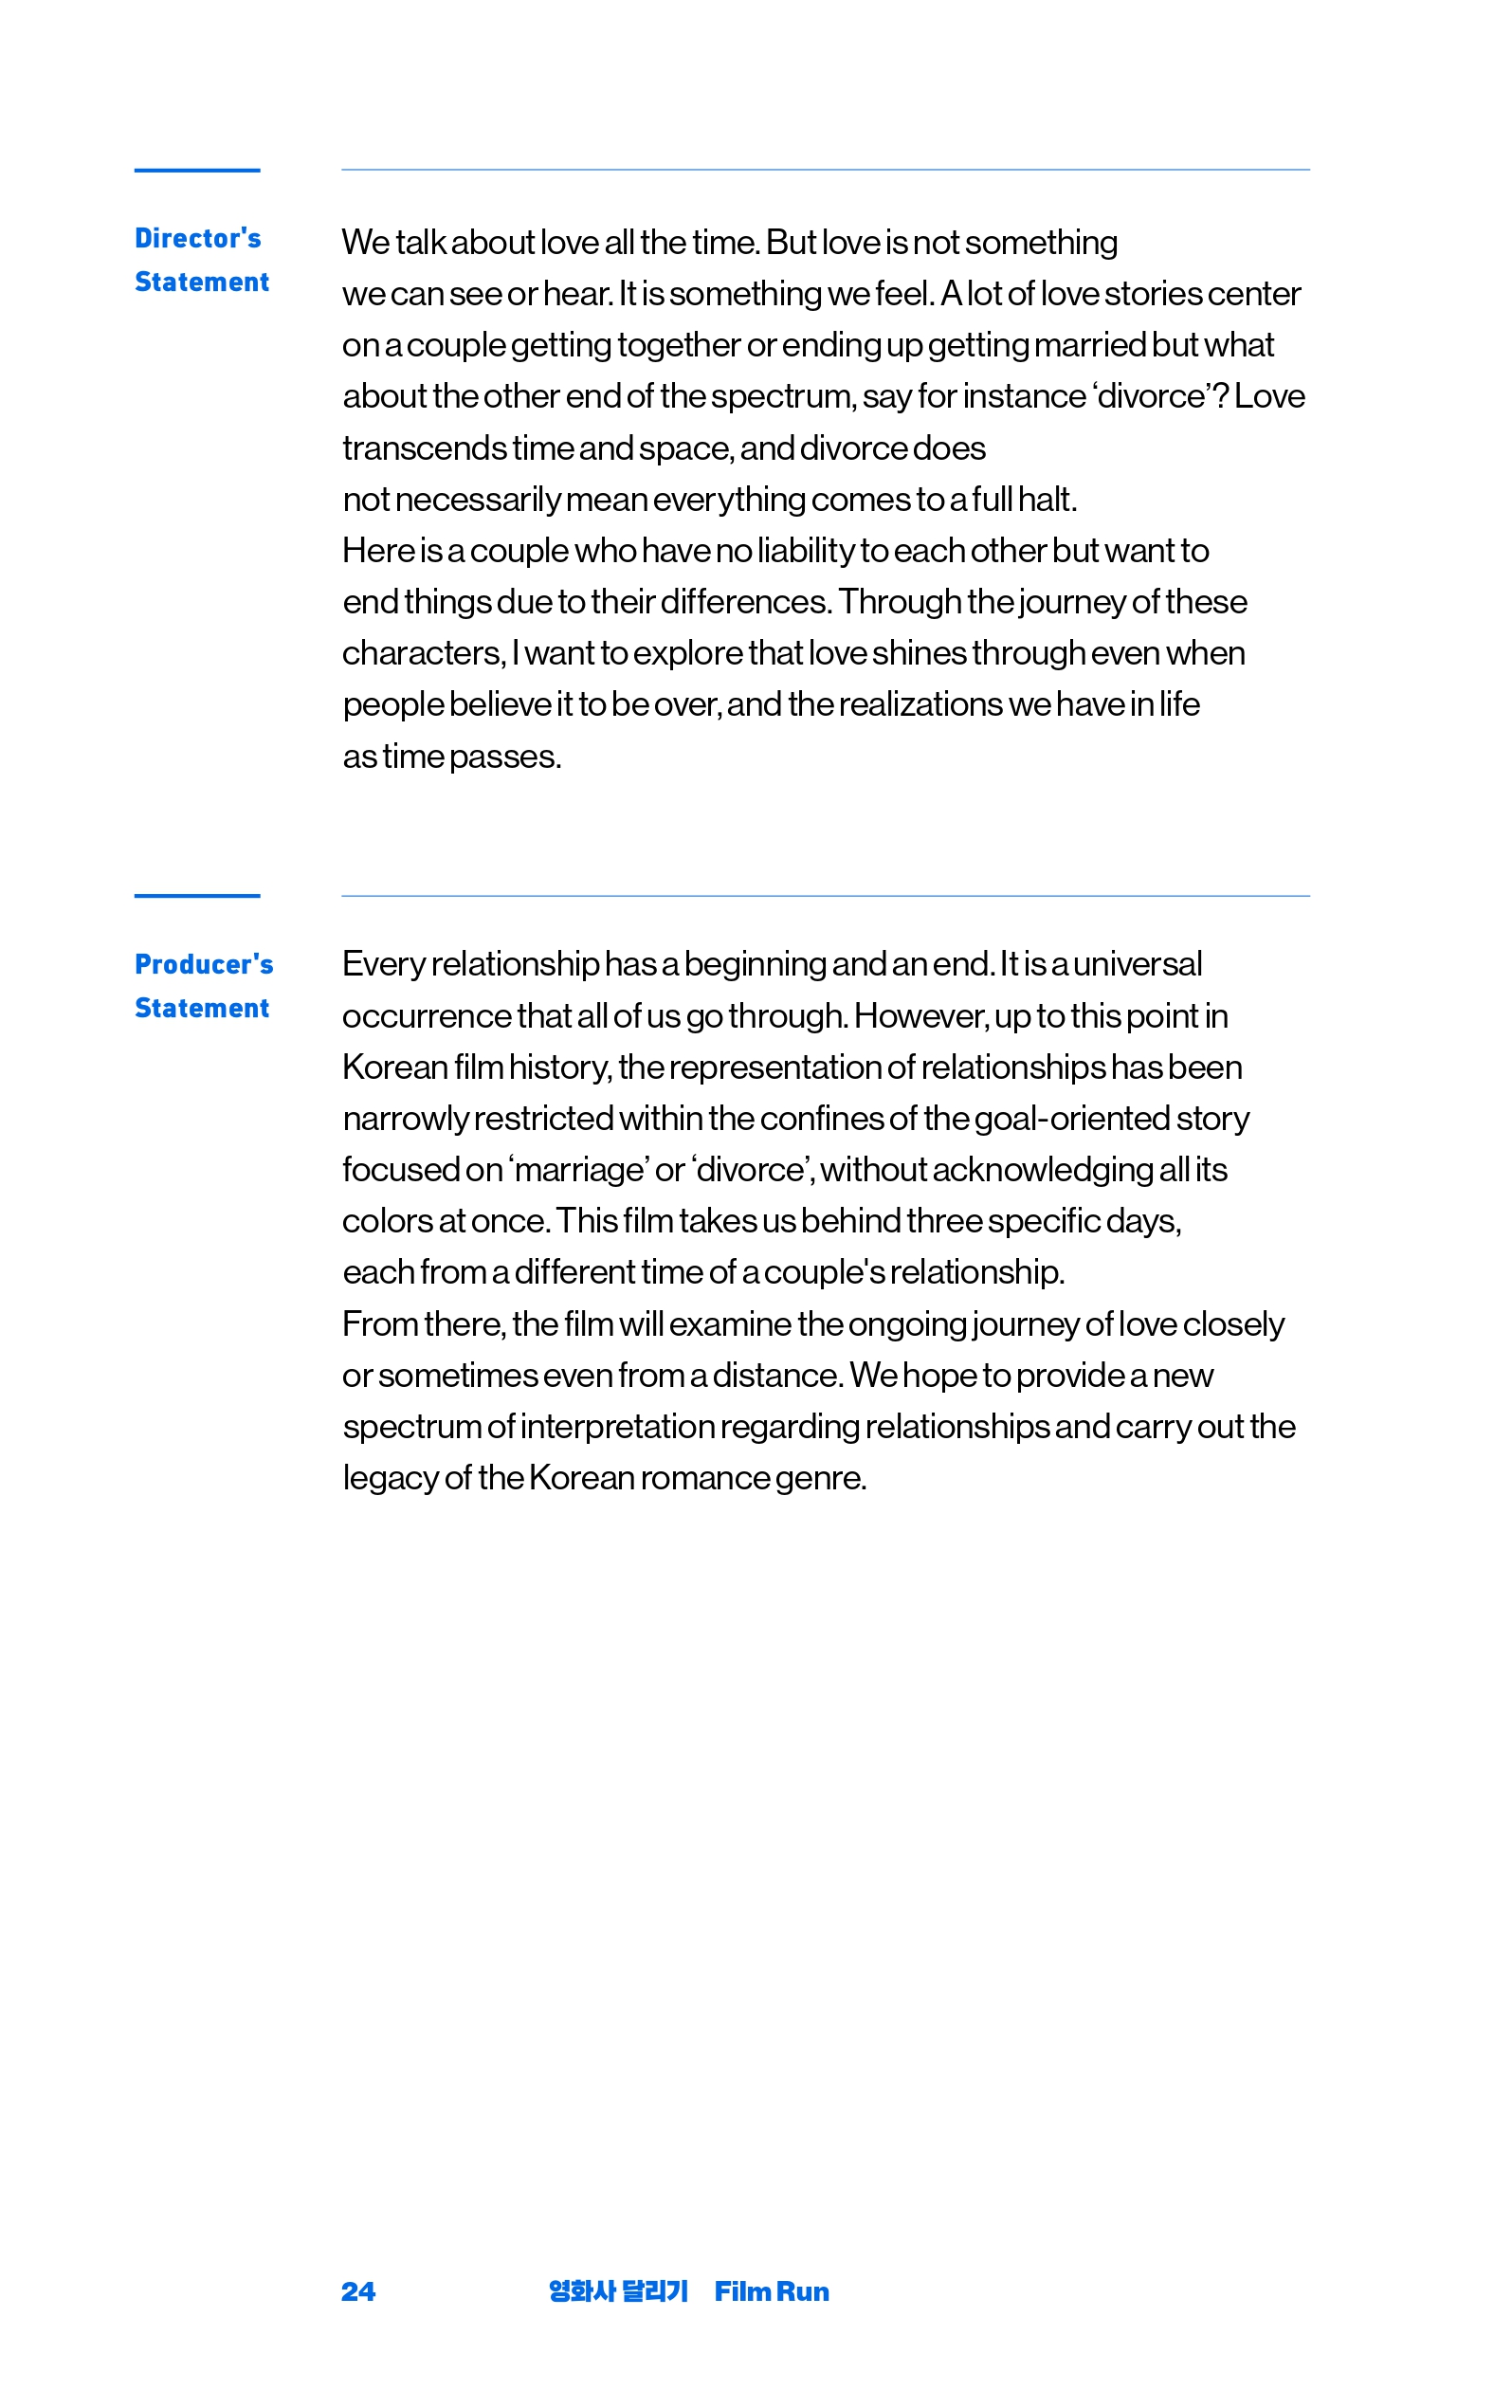 Director's
Statement
We talk about love all the time. But love is not something
we can see or hear. It is something we feel. A lot of love stories center
on a couple getting together or ending up getting married but what
about the other end of the spectrum, say for instance ‘divorce’? Love
transcends time and space, and divorce does
not necessarily mean everything comes to a full halt.
Here is a couple who have no liability to each other but want to
end things due to their differences. Through the journey of these
characters, I want to explore that love shines through even when
people believe it to be over, and the realizations we have in life
as time passes.
Producer's
Statement
Every relationship has a beginning and an end. It is a universal
occurrence that all of us go through. However, up to this point in
Korean film history, the representation of relationships has been
narrowly restricted within the confines of the goal-oriented story
focused on ‘marriage’ or ‘divorce’, without acknowledging all its
colors at once. This film takes us behind three specific days,
each from a different time of a couple's relationship.
From there, the film will examine the ongoing journey of love closely
or sometimes even from a distance. We hope to provide a new
spectrum of interpretation regarding relationships and carry out the
legacy of the Korean romance genre.
24 영화사 달리기 Film Run